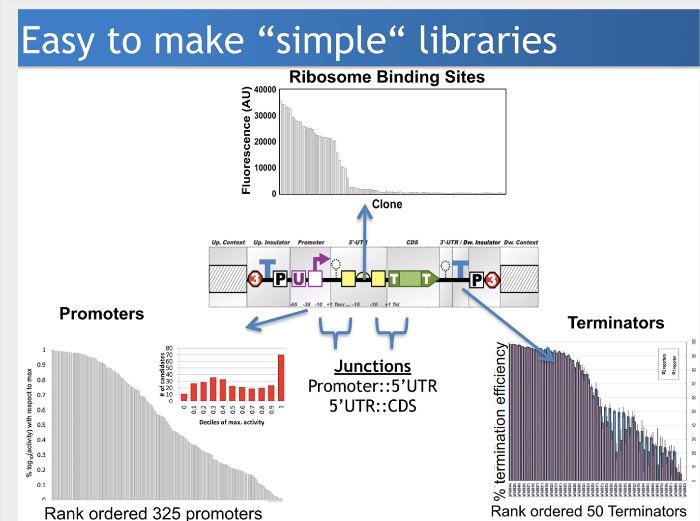 Easy to make “simple“ libraries
Ribosome Binding Sites
Fluorescence (AU)
40000
30000
20000
10000
0
Clone
Up. Context
Up. Insulator
Promoter
5'-UTR
CDS
3'-UTR / Dw. Insulator
Dw. Context
3
T
P
U
T
T
T
P
3
-35
-10
+1
-10
+1
Promoters
# of candidates
80
70
60
50
40
30
20
10
0
0
0.1
0.2
0.3
0.4
0.5
0.6
0.7
0.8
0.9
1
Deciles of max. activity
% log₁₀(activity) with respect to max
1
0.9
0.8
0.7
0.6
0.5
0.4
0.3
0.2
0.1
0
Rank ordered 325 promoters
Junctions
Promoter::5’UTR
5’UTR::CDS
Terminators
% termination efficiency
Rank ordered 50 Terminators